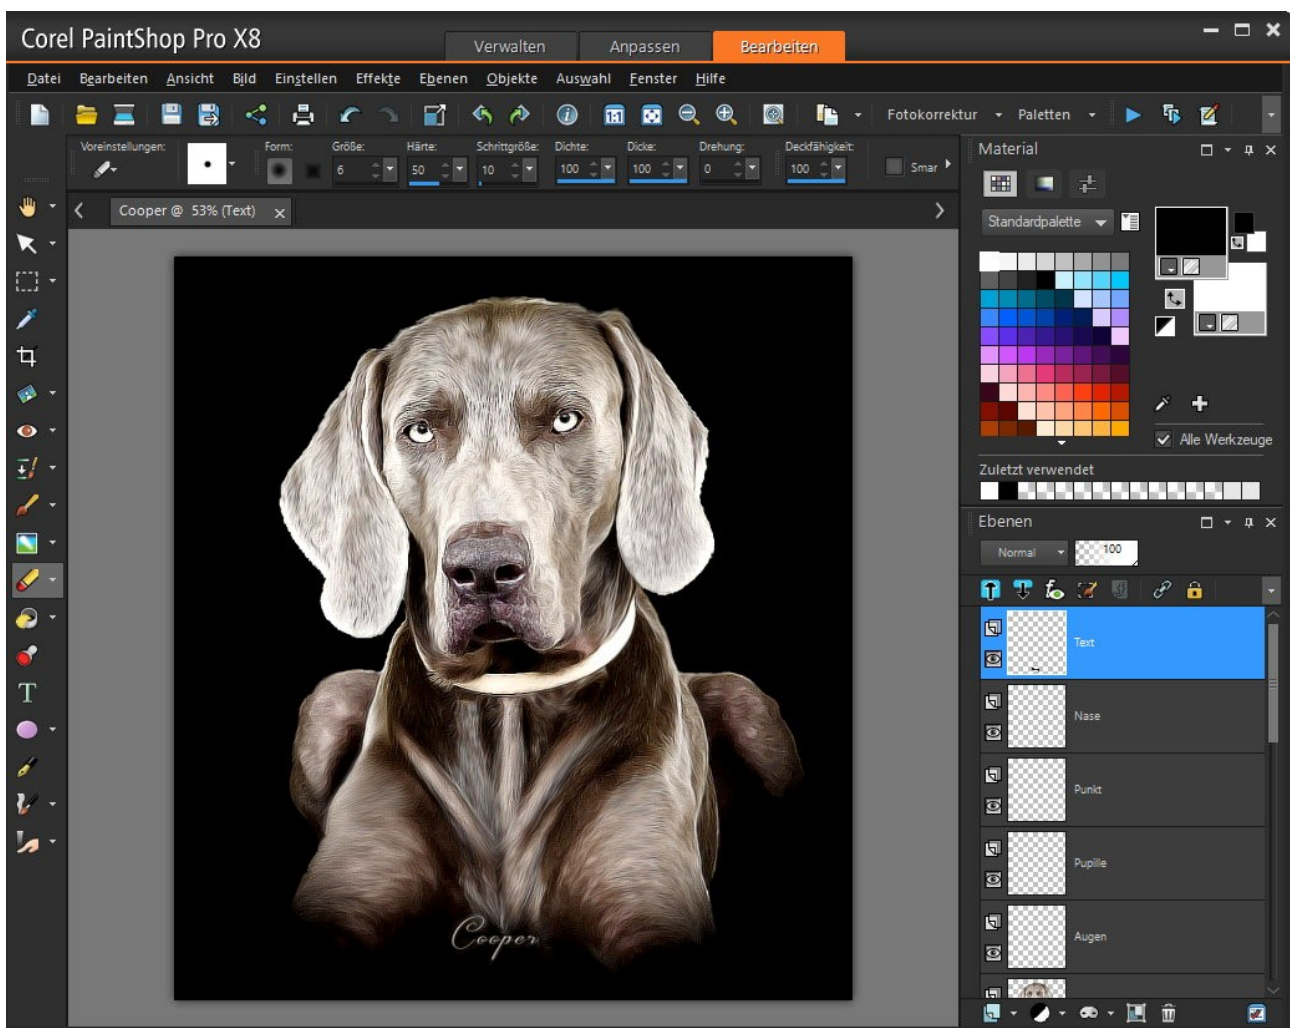 Corel PaintShop Pro X8
Verwalten
Anpassen
Bearbeiten
Datei Bearbeiten Ansicht Bild Einstellen Effekte Ebenen Objekte Auswahl Fenster Hilfe
1:1
Fotokorrektur Paletten
Voreinstellungen: Form: Größe: Härte: Schrittgröße: Dichte: Dicke: Drehung: Deckfähigkeit:
6 50 10 100 100 0 100 Smar
Cooper @ 53% (Text)
Cooper
Material
Standardpalette
Alle Werkzeuge
Zuletzt verwendet
Ebenen
Normal 100
Text
Nase
Punkt
Pupille
Augen